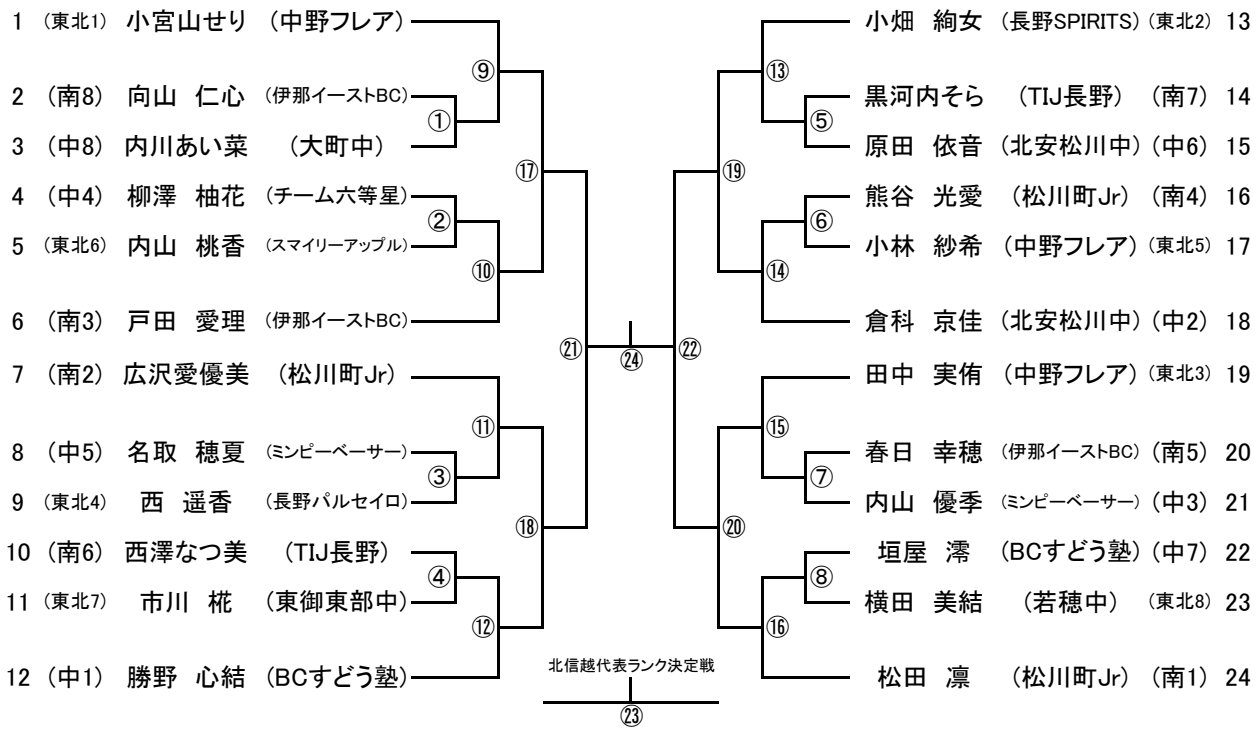 1 (東北1) 小宮山せり (中野フレア)
⑨
2 (南8) 向山 仁心 (伊那イーストBC)
①
3 (中8) 内川あい菜 (大町中)
⑰
4 (中4) 柳澤 柚花 (チーム六等星)
②
5 (東北6) 内山 桃香 (スマイリーアップル)
⑩
6 (南3) 戸田 愛理 (伊那イーストBC)
㉑
7 (南2) 広沢愛優美 (松川町Jr)
⑪
8 (中5) 名取 穂夏 (ミンピーベーサー)
③
9 (東北4) 西 遥香 (長野パルセイロ)
⑱
10 (南6) 西澤なつ美 (TIJ長野)
④
11 (東北7) 市川 椛 (東御東部中)
⑫
12 (中1) 勝野 心結 (BCすどう塾)
㉔
小畑 絢女 (長野SPIRITS) (東北2) 13
⑬
黒河内そら (TIJ長野) (南7) 14
⑤
原田 依音 (北安松川中) (中6) 15
⑲
熊谷 光愛 (松川町Jr) (南4) 16
⑥
小林 紗希 (中野フレア) (東北5) 17
⑭
倉科 京佳 (北安松川中) (中2) 18
㉒
田中 実侑 (中野フレア) (東北3) 19
⑮
春日 幸穂 (伊那イーストBC) (南5) 20
⑦
内山 優季 (ミンピーベーサー) (中3) 21
⑳
垣屋 澪 (BCすどう塾) (中7) 22
⑧
横田 美結 (若穂中) (東北8) 23
⑯
松田 凛 (松川町Jr) (南1) 24
北信越代表ランク決定戦
㉓